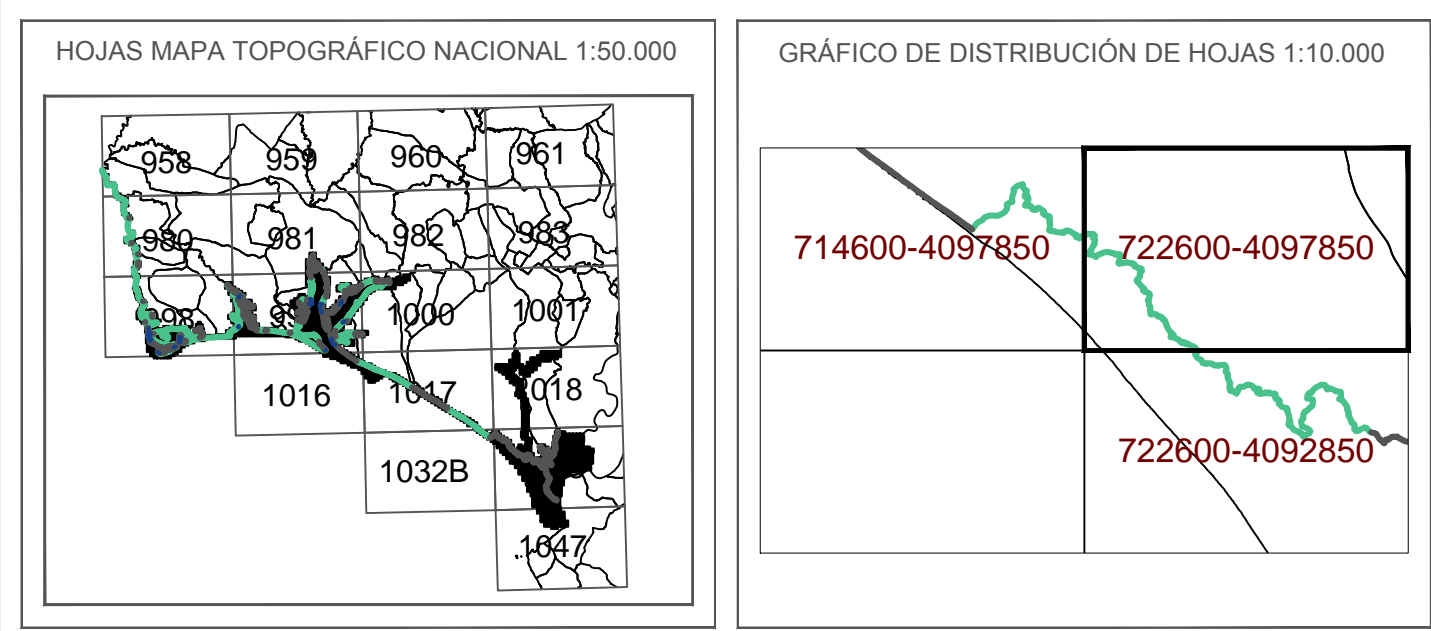 HOJAS MAPA TOPOGRÁFICO NACIONAL 1:50.000
958 959 960 961
980 981 982 983
1000 1001
1016 1017 1018
1032B
1047
GRÁFICO DE DISTRIBUCIÓN DE HOJAS 1:10.000
714600-4097850 722600-4097850
722600-4092850